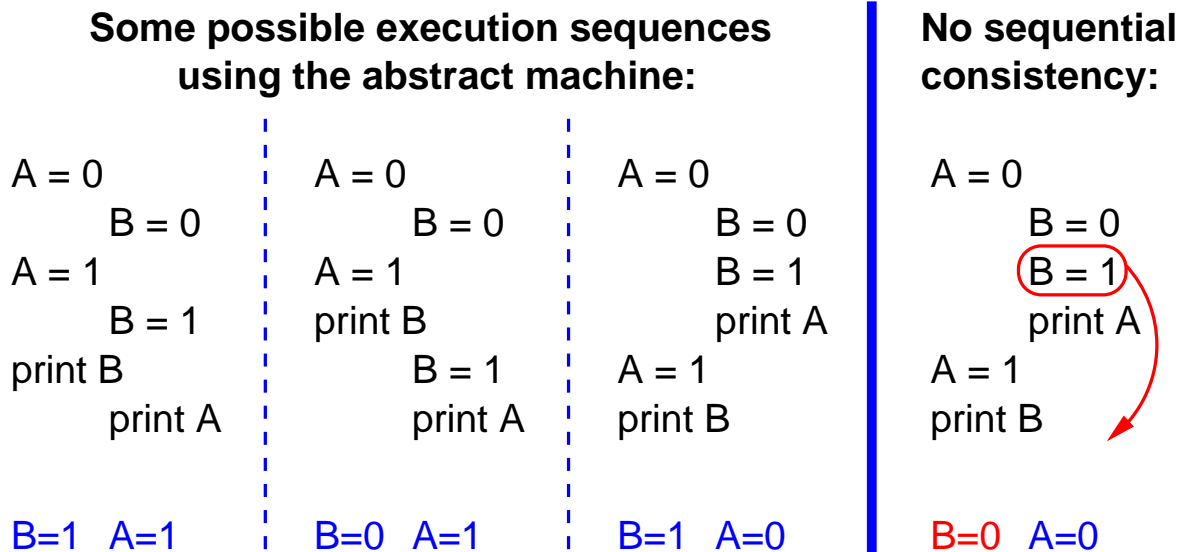 Some possible execution sequences
using the abstract machine:
A = 0
B = 0
A = 1
B = 1
print B
print A
B=1 A=1
A = 0
B = 0
A = 1
print B
B = 1
print A
B=0 A=1
A = 0
B = 0
B = 1
print A
A = 1
print B
B=1 A=0
No sequential
consistency:
A = 0
B = 0
B = 1
print A
A = 1
print B
B=0 A=0